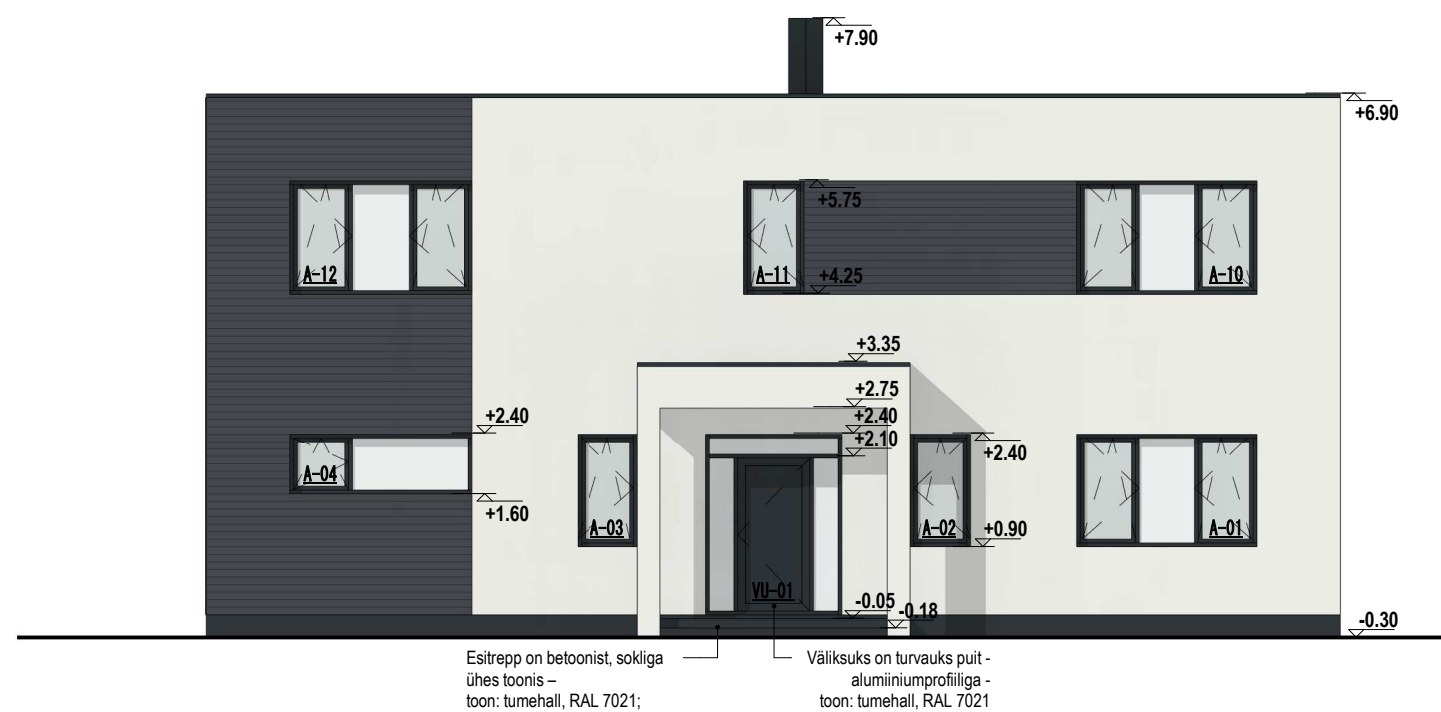 +7.90
+6.90
+5.75
A-12
A-11
+4.25
A-10
+3.35
+2.75
+2.40
+2.40
+2.10
+2.40
A-04
+1.60
A-03
A-02
+0.90
A-01
VU-01
-0.05
-0.18
-0.30
Esitrepp on betoonist, sokliga
ühes toonis –
toon: tumehall, RAL 7021;
Väliksuks on turvauks puit -
alumiiniumprofiiliga -
toon: tumehall, RAL 7021